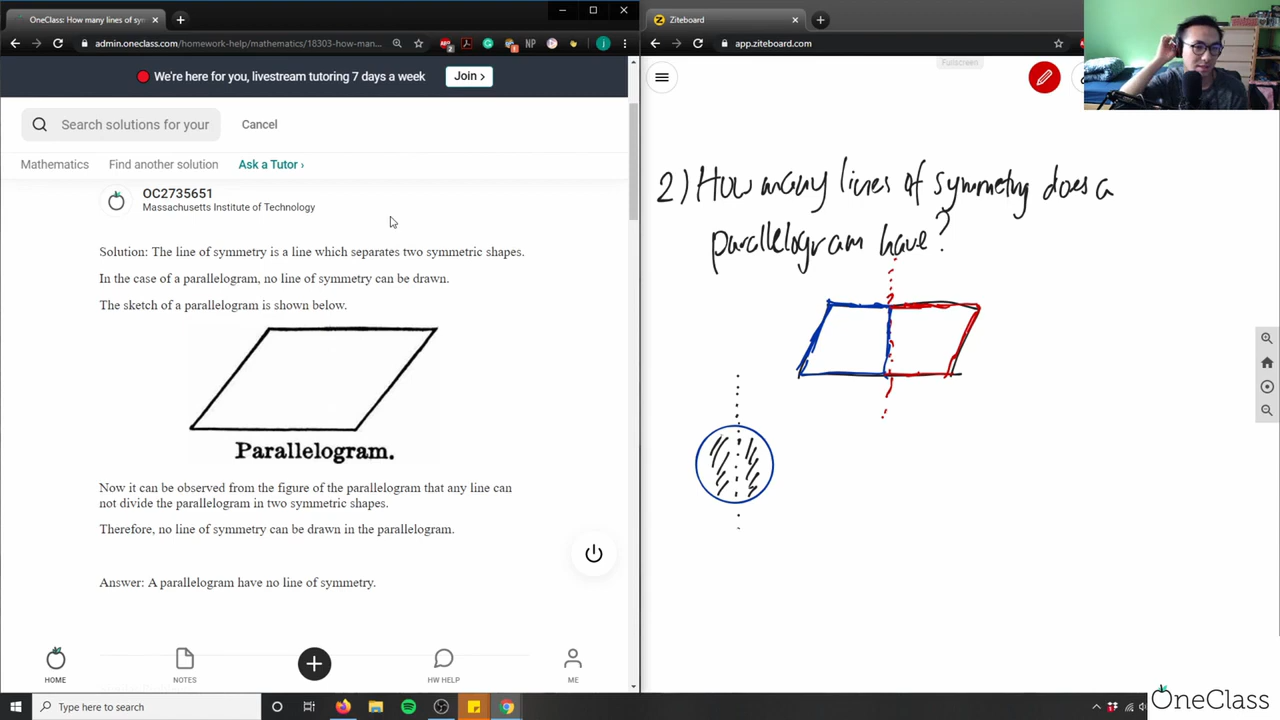 OneClass: How many lines of syr
Ziteboard
admin.oneclass.com/homework-help/mathematics/18303-how-man...
NP
app.ziteboard.com
Fullscreen
We're here for you, livestream tutoring 7 days a week
Join ›
Search solutions for your
Cancel
Mathematics
Find another solution
Ask a Tutor ›
OC2735651
Massachusetts Institute of Technology
Solution: The line of symmetry is a line which separates two symmetric shapes.
In the case of a parallelogram, no line of symmetry can be drawn.
The sketch of a parallelogram is shown below.
Parallelogram.
Now it can be observed from the figure of the parallelogram that any line can
not divide the parallelogram in two symmetric shapes.
Therefore, no line of symmetry can be drawn in the parallelogram.
Answer: A parallelogram have no line of symmetry.
HOME
NOTES
HW HELP
ME
2) How many lines of symmetry does a
parallelogram have?
Type here to search
OneClass